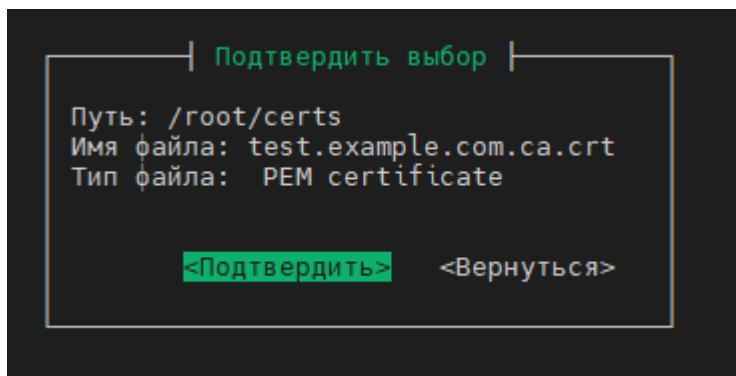 Подтвердить выбор
Путь: /root/certs
Имя файла: test.example.com.ca.crt
Тип файла:  PEM certificate
<Подтвердить> <Вернуться>